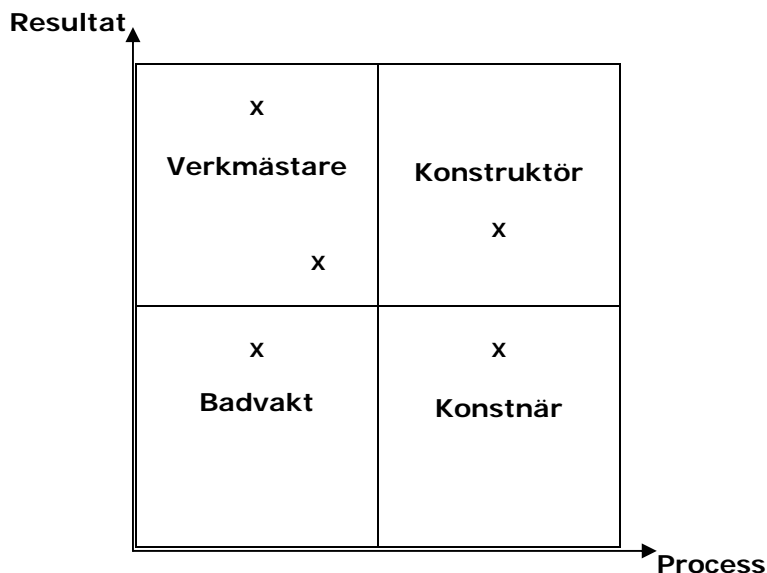 Resultat
x
Verkmästare
Konstruktör
x
x
x
x
Badvakt
Konstnär
Process